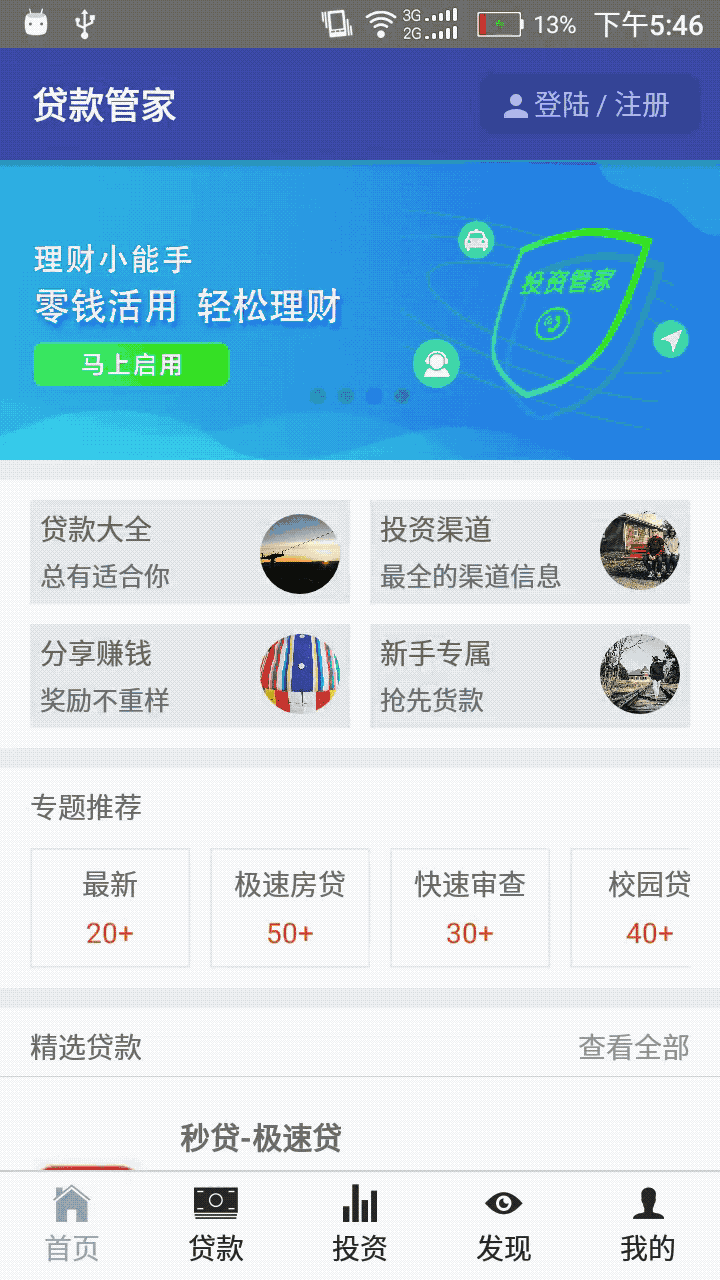 3G
2G
13%
下午5:46
贷款管家
登陆 / 注册
理财小能手
零钱活用 轻松理财
马上启用
投资管家
贷款大全
总有适合你
投资渠道
最全的渠道信息
分享赚钱
奖励不重样
新手专属
抢先货款
专题推荐
最新
20+
极速房贷
50+
快速审查
30+
校园贷
40+
精选贷款
查看全部
秒贷-极速贷
首页
贷款
投资
发现
我的